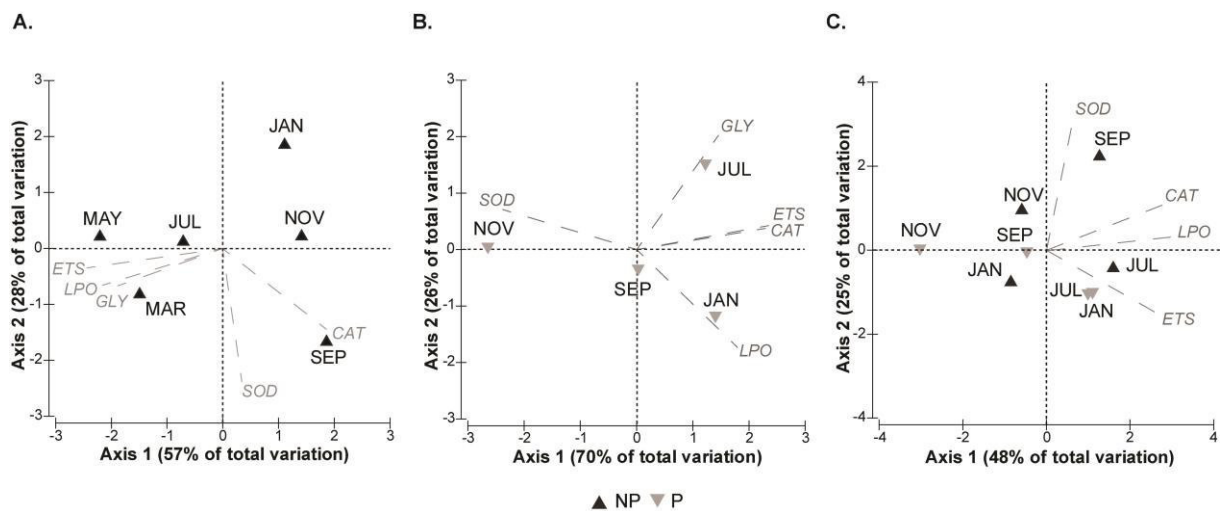 A.
3
2
1
0
-1
-2
-3
Axis 2 (28% of total variation)
JAN
MAY
JUL
NOV
ETS
LPO
GLY
MAR
CAT
SEP
SOD
-3
-2
-1
0
1
2
3
Axis 1 (57% of total variation)
B.
3
2
1
0
-1
-2
-3
Axis 2 (26% of total variation)
GLY
JUL
SOD
ETS
NOV
CAT
SEP
JAN
LPO
-3
-2
-1
0
1
2
3
Axis 1 (70% of total variation)
C.
4
2
0
-2
-4
Axis 2 (25% of total variation)
SOD
SEP
CAT
NOV
LPO
NOV
SEP
JAN
JUL
JUL
JAN
ETS
-4
-2
0
2
4
Axis 1 (48% of total variation)
NP P